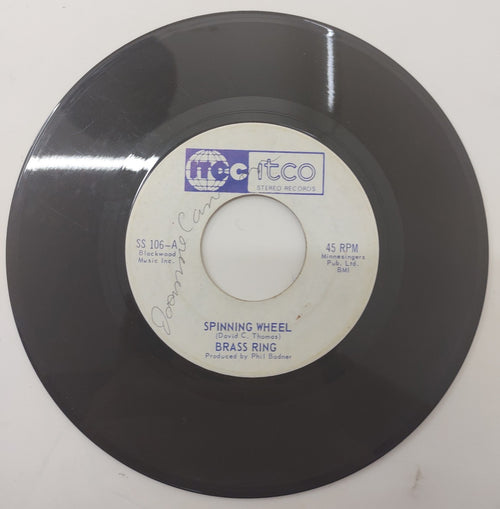 ITCC itco
STEREO RECORDS
SS 106-A
Blackwood
Music Inc.
45 RPM
Minnesingers
Pub. Ltd.
BMI
SPINNING WHEEL
(David C. Thomas)
BRASS RING
Produced by Phil Bodner